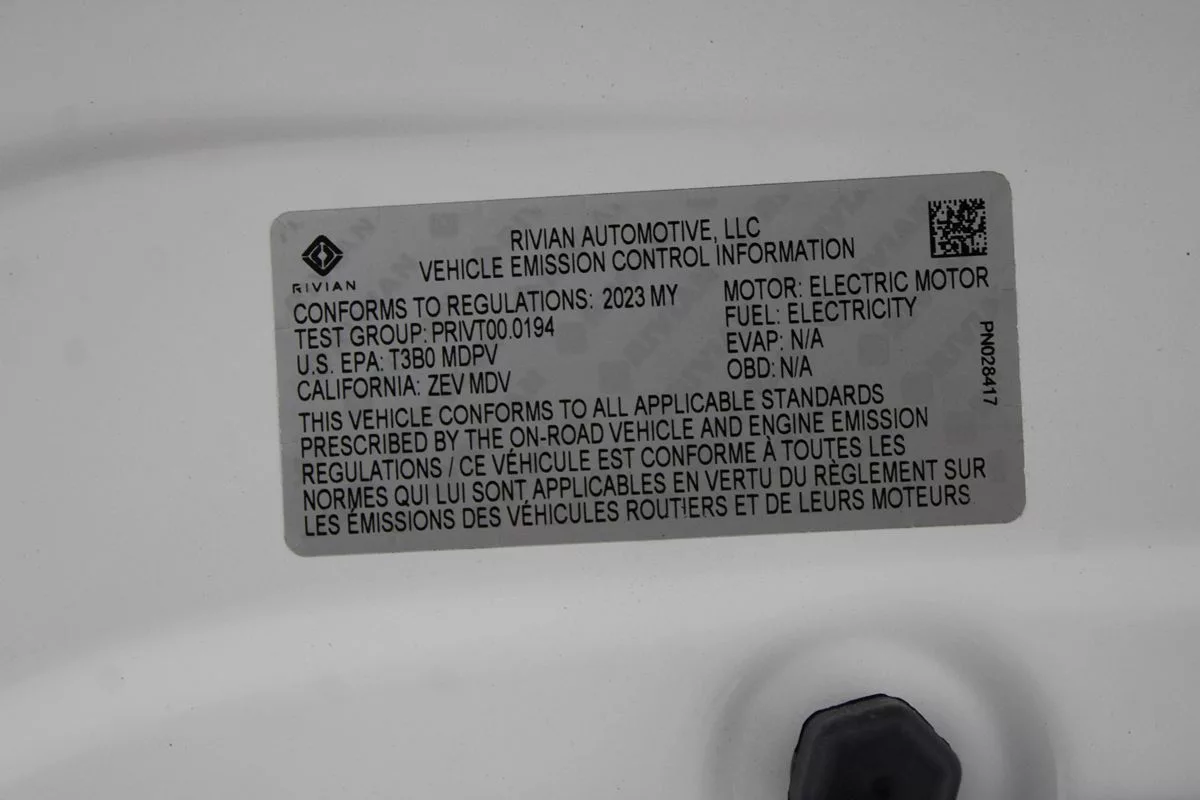 RIVIAN
RIVIAN AUTOMOTIVE, LLC
VEHICLE EMISSION CONTROL INFORMATION
CONFORMS TO REGULATIONS: 2023 MY
TEST GROUP: PRIVT00.0194
U.S. EPA: T3B0 MDPV
CALIFORNIA: ZEV MDV
MOTOR: ELECTRIC MOTOR
FUEL: ELECTRICITY
EVAP: N/A
OBD: N/A
PN028417
THIS VEHICLE CONFORMS TO ALL APPLICABLE STANDARDS
PRESCRIBED BY THE ON-ROAD VEHICLE AND ENGINE EMISSION
REGULATIONS / CE VÉHICULE EST CONFORME À TOUTES LES
NORMES QUI LUI SONT APPLICABLES EN VERTU DU RÈGLEMENT SUR
LES ÉMISSIONS DES VÉHICULES ROUTIERS ET DE LEURS MOTEURS